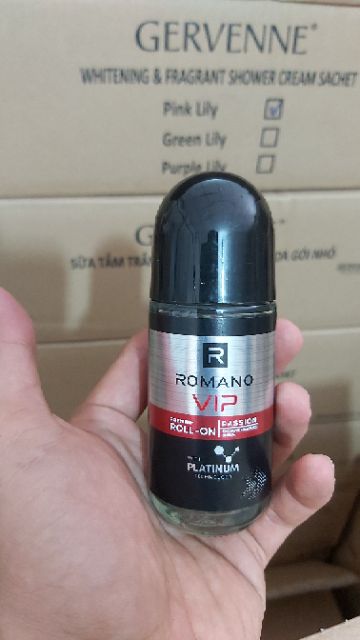 GERVENNE
WHITENING & FRAGRANT SHOWER CREAM SACHET
Pink Lily
Green Lily
Purple Lily
G
SỮA TẮM TRẮ
DA GÓI NHỎ
R
ROMANO
VIP
ROLL-ON
PASSION
PLATINUM